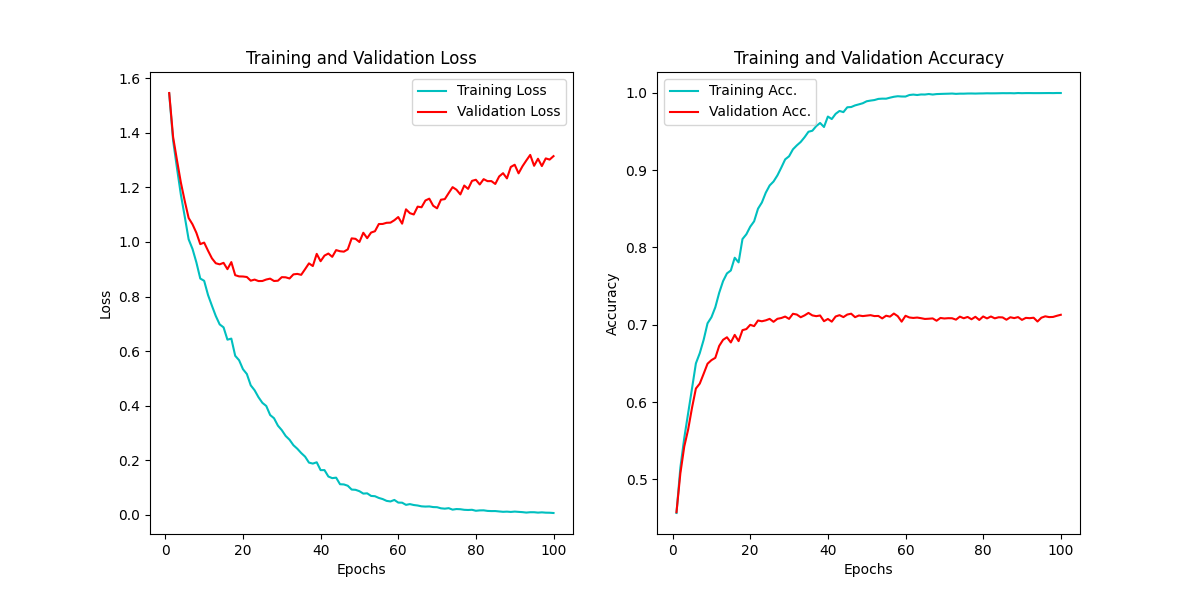 Training and Validation Loss
Training Loss
Validation Loss
1.6
1.4
1.2
1.0
0.8
0.6
0.4
0.2
0.0
Loss
0 20 40 60 80 100
Epochs
Training and Validation Accuracy
Training Acc.
Validation Acc.
1.0
0.9
0.8
0.7
0.6
0.5
Accuracy
0 20 40 60 80 100
Epochs